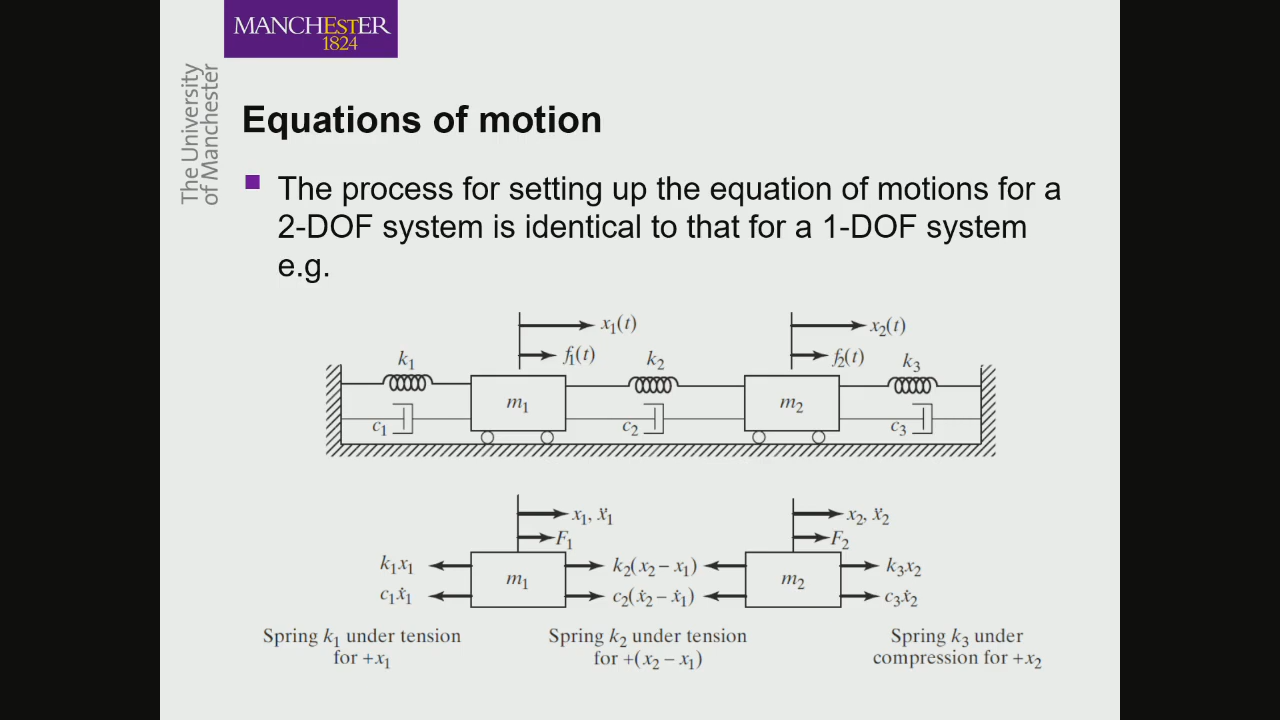 MANCHESTER
1824
The University
of Manchester
Equations of motion
The process for setting up the equation of motions for a
2-DOF system is identical to that for a 1-DOF system
e.g.
x₁(t)
x₂(t)
f₁(t)
f₂(t)
k₁
k₂
k₃
m₁
m₂
c₁
c₂
c₃
x₁, ẍ₁
x₂, ẍ₂
F₁
F₂
k₁x₁
k₂(x₂ − x₁)
k₃x₂
m₁
m₂
c₁ẋ₁
c₂(ẋ₂ − ẋ₁)
c₃ẋ₂
Spring k₁ under tension
for +x₁
Spring k₂ under tension
for +(x₂ − x₁)
Spring k₃ under
compression for +x₂